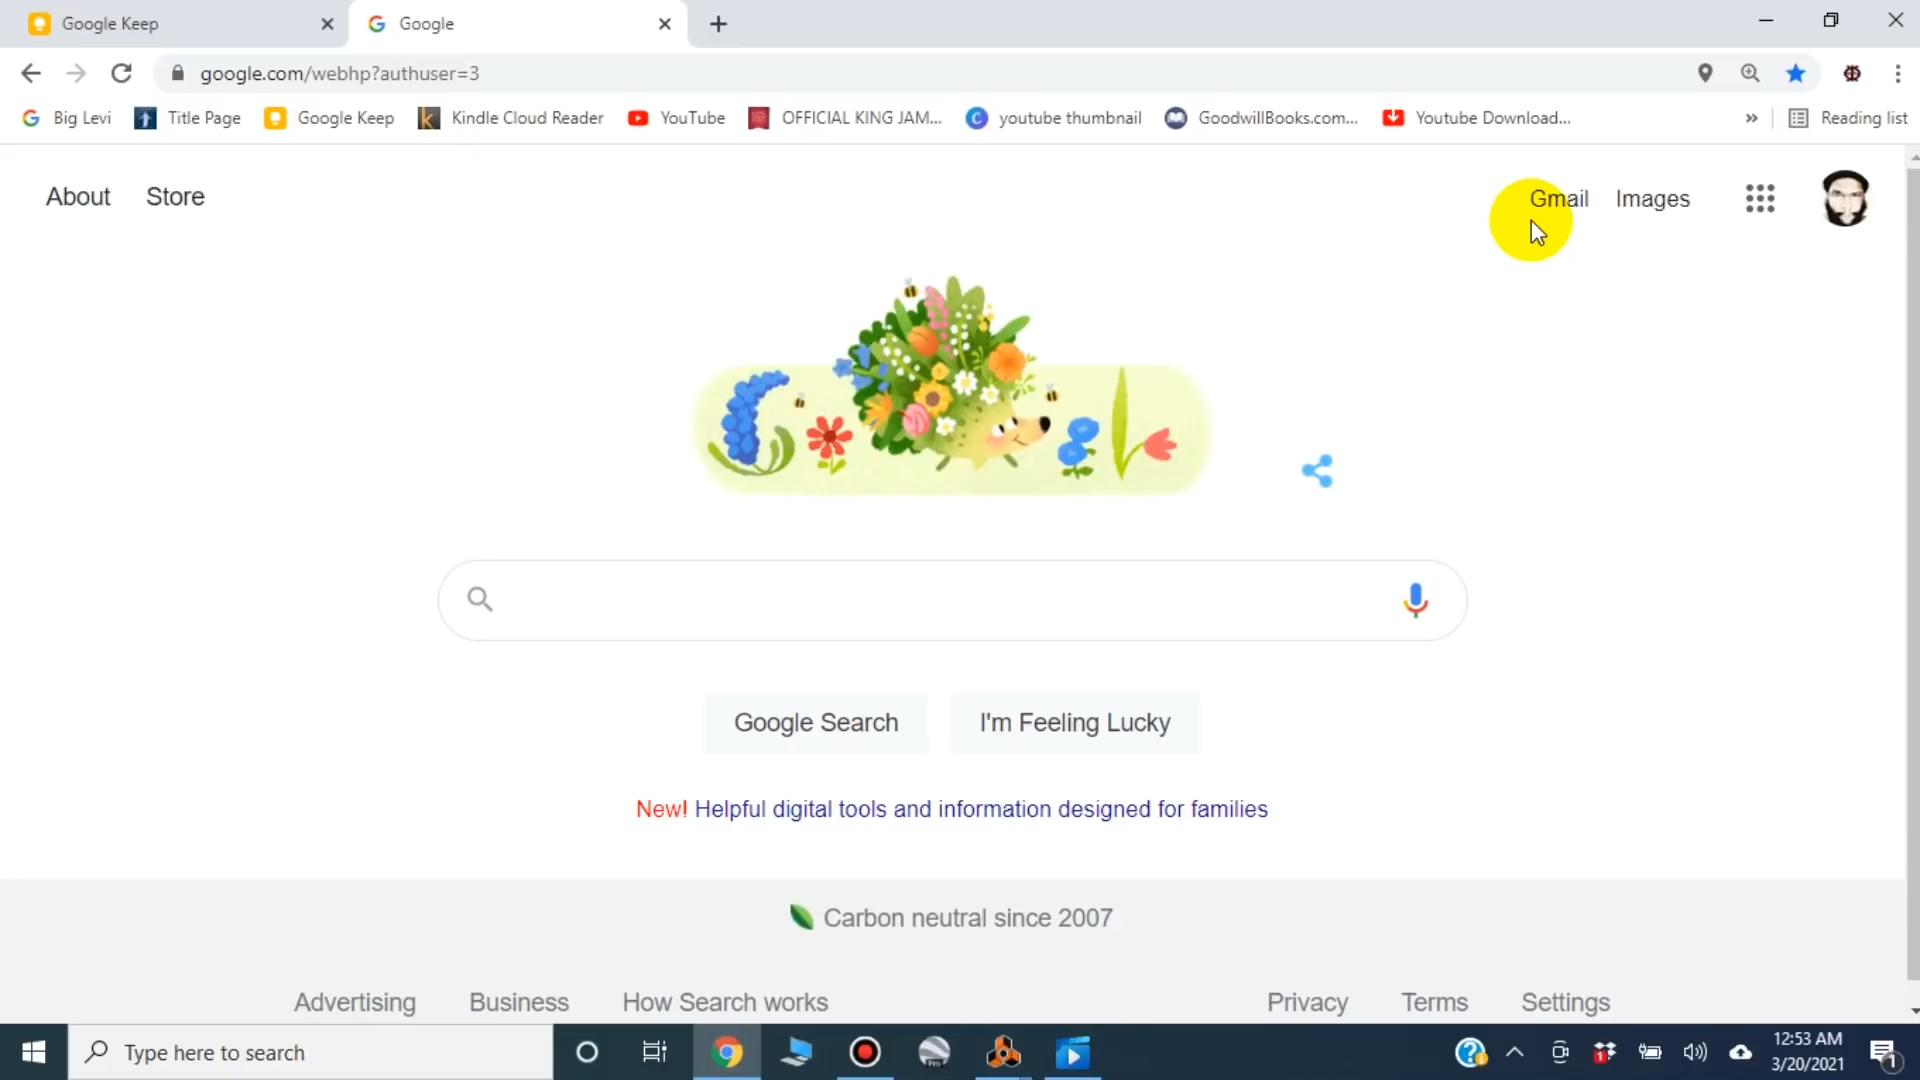 Google Keep
Google
google.com/webhp?authuser=3
Big Levi
Title Page
Google Keep
Kindle Cloud Reader
YouTube
OFFICIAL KING JAM...
youtube thumbnail
GoodwillBooks.com...
Youtube Download...
»
Reading list
About
Store
Gmail
Images
Google Search
I'm Feeling Lucky
New! Helpful digital tools and information designed for families
Carbon neutral since 2007
Advertising
Business
How Search works
Privacy
Terms
Settings
Type here to search
12:53 AM
3/20/2021
1
1